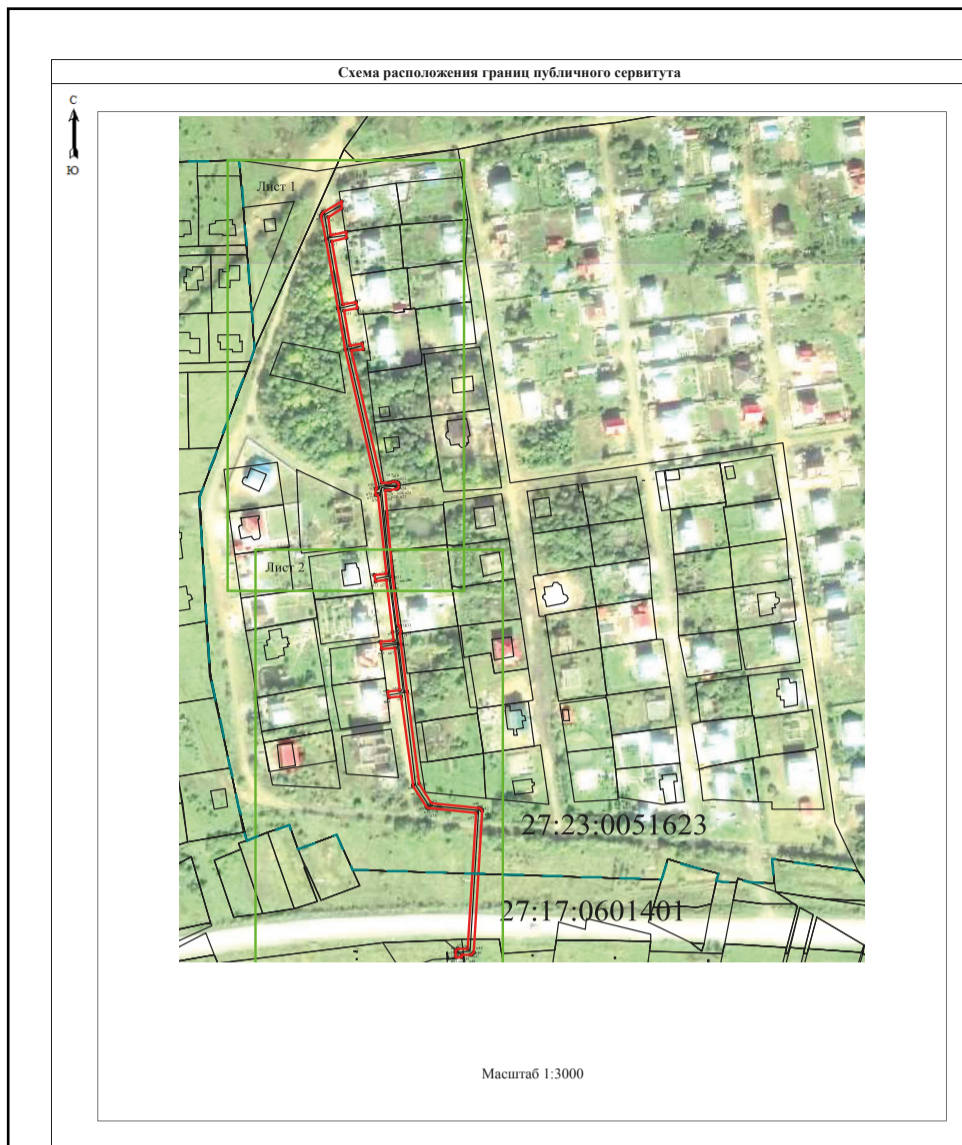 Схема расположения границ публичного сервитута
С
Ю
Лист 1
Лист 2
27:23:0051623
27:17:0601401
Масштаб 1:3000